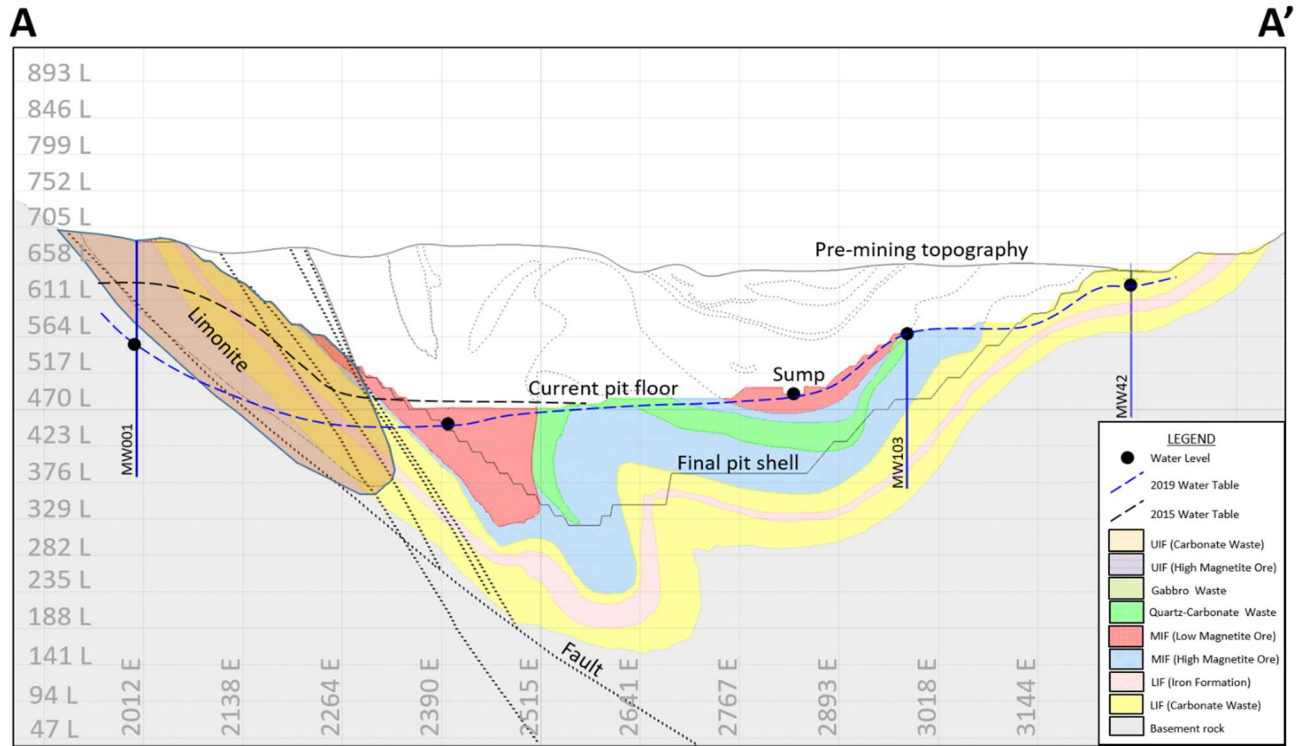 A
A’
893 L
846 L
799 L
752 L
705 L
658
611 L
564 L
517 L
470 L
423 L
376 L
329 L
282 L
235 L
188 L
141 L
94 L
47 L
Pre-mining topography
Limonite
Sump
Current pit floor
Final pit shell
Fault
MW001
MW103
MW42
2012 E
2138 E
2264 E
2390 E
2515 E
2641 E
2767 E
2893 E
3018 E
3144 E
LEGEND
Water Level
2019 Water Table
2015 Water Table
UIF (Carbonate Waste)
UIF (High Magnetite Ore)
Gabbro Waste
Quartz-Carbonate Waste
MIF (Low Magnetite Ore)
MIF (High Magnetite Ore)
LIF (Iron Formation)
LIF (Carbonate Waste)
Basement rock